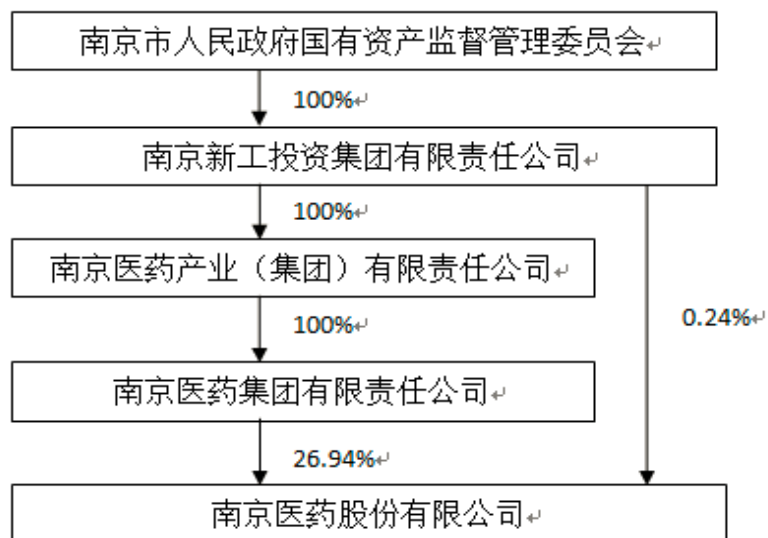 南京市人民政府国有资产监督管理委员会
100%
南京新工投资集团有限责任公司
100%
南京医药产业（集团）有限责任公司
100%
0.24%
南京医药集团有限责任公司
26.94%
南京医药股份有限公司